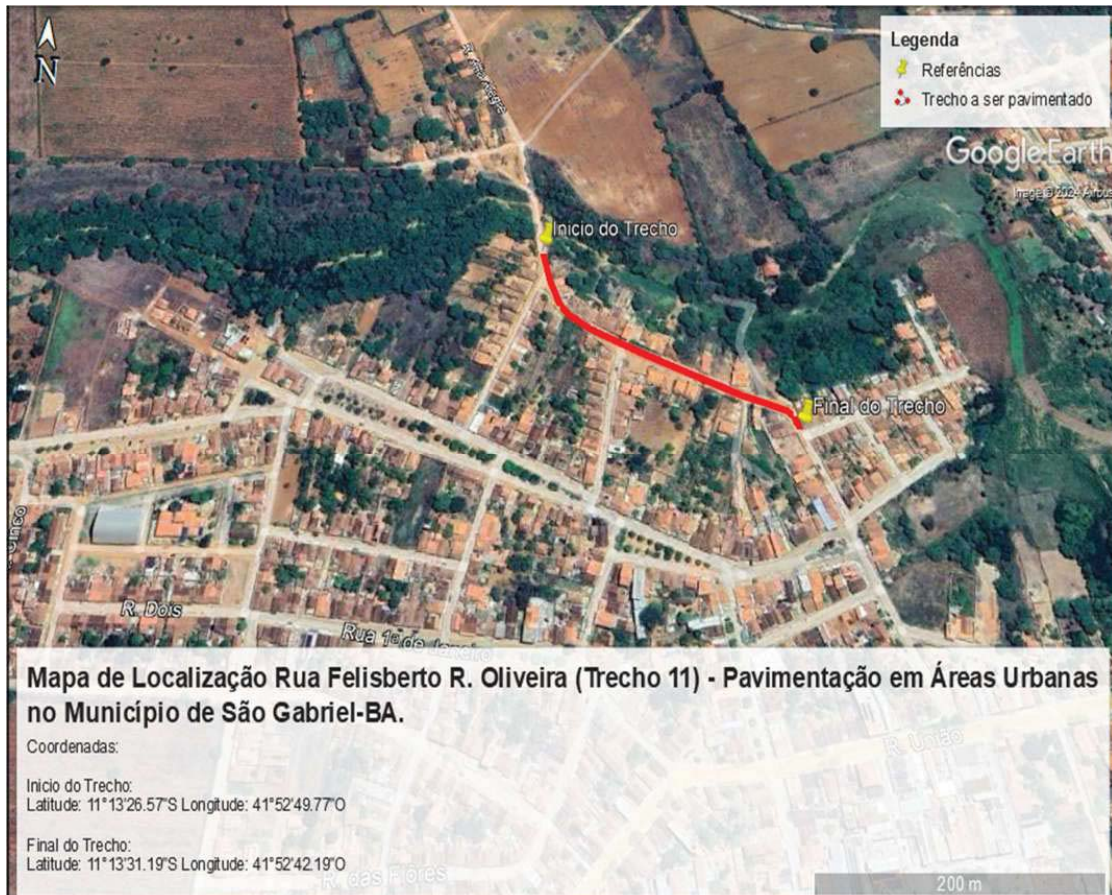 N
Legenda
Referências
Trecho a ser pavimentado
Google Earth
Image © 2024 Airbus
Inicio do Trecho
Final do Trecho
R. Dois
Rua 1º de Janeiro
Mapa de Localização Rua Felisberto R. Oliveira (Trecho 11) - Pavimentação em Áreas Urbanas
no Município de São Gabriel-BA.
Coordenadas:
R. União
Inicio do Trecho:
Latitude: 11°13'26.57"S Longitude: 41°52'49.77"O
Final do Trecho:
Latitude: 11°13'31.19"S Longitude: 41°52'42.19"O
R. das Flores
200 m